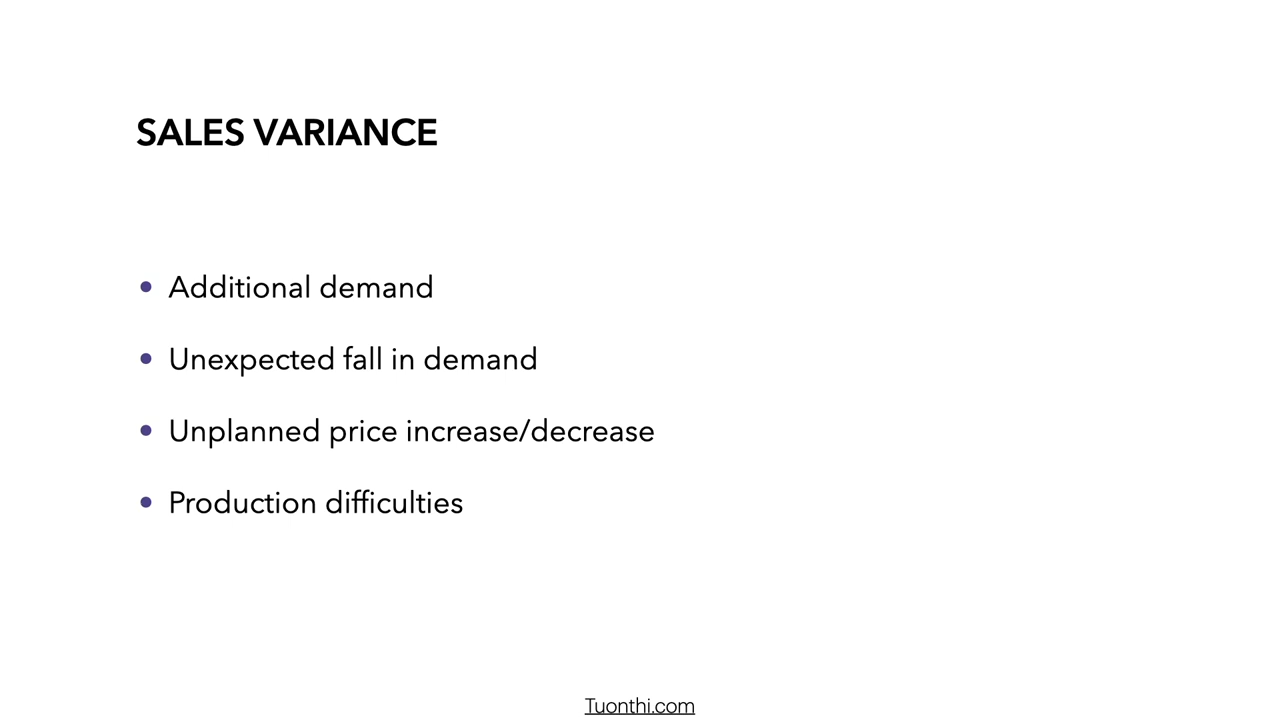 SALES VARIANCE
• Additional demand
• Unexpected fall in demand
• Unplanned price increase/decrease
• Production difficulties
Tuonthi.com